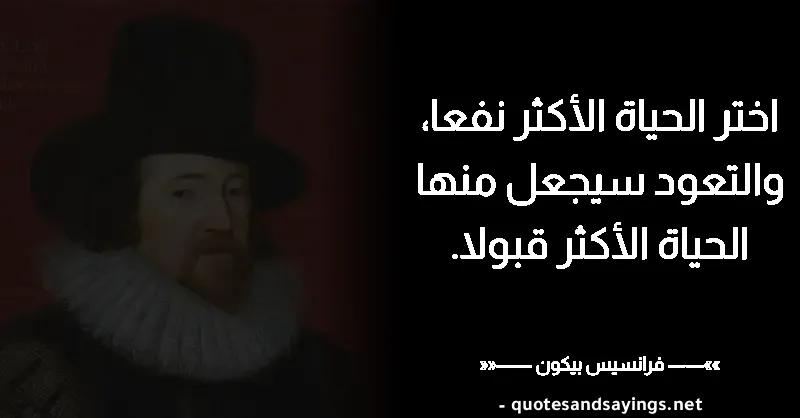 اختر الحياة الأكثر نفعا،
والتعود سيجعل منها
الحياة الأكثر قبولا.
»»—— فرانسيس بيكون ——««
- quotesandsayings.net